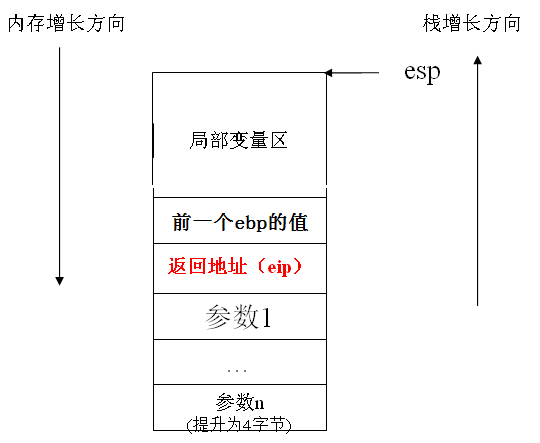 内存增长方向
栈增长方向
esp
局部变量区
前一个ebp的值
返回地址（eip）
参数1
...
参数n
(提升为4字节)